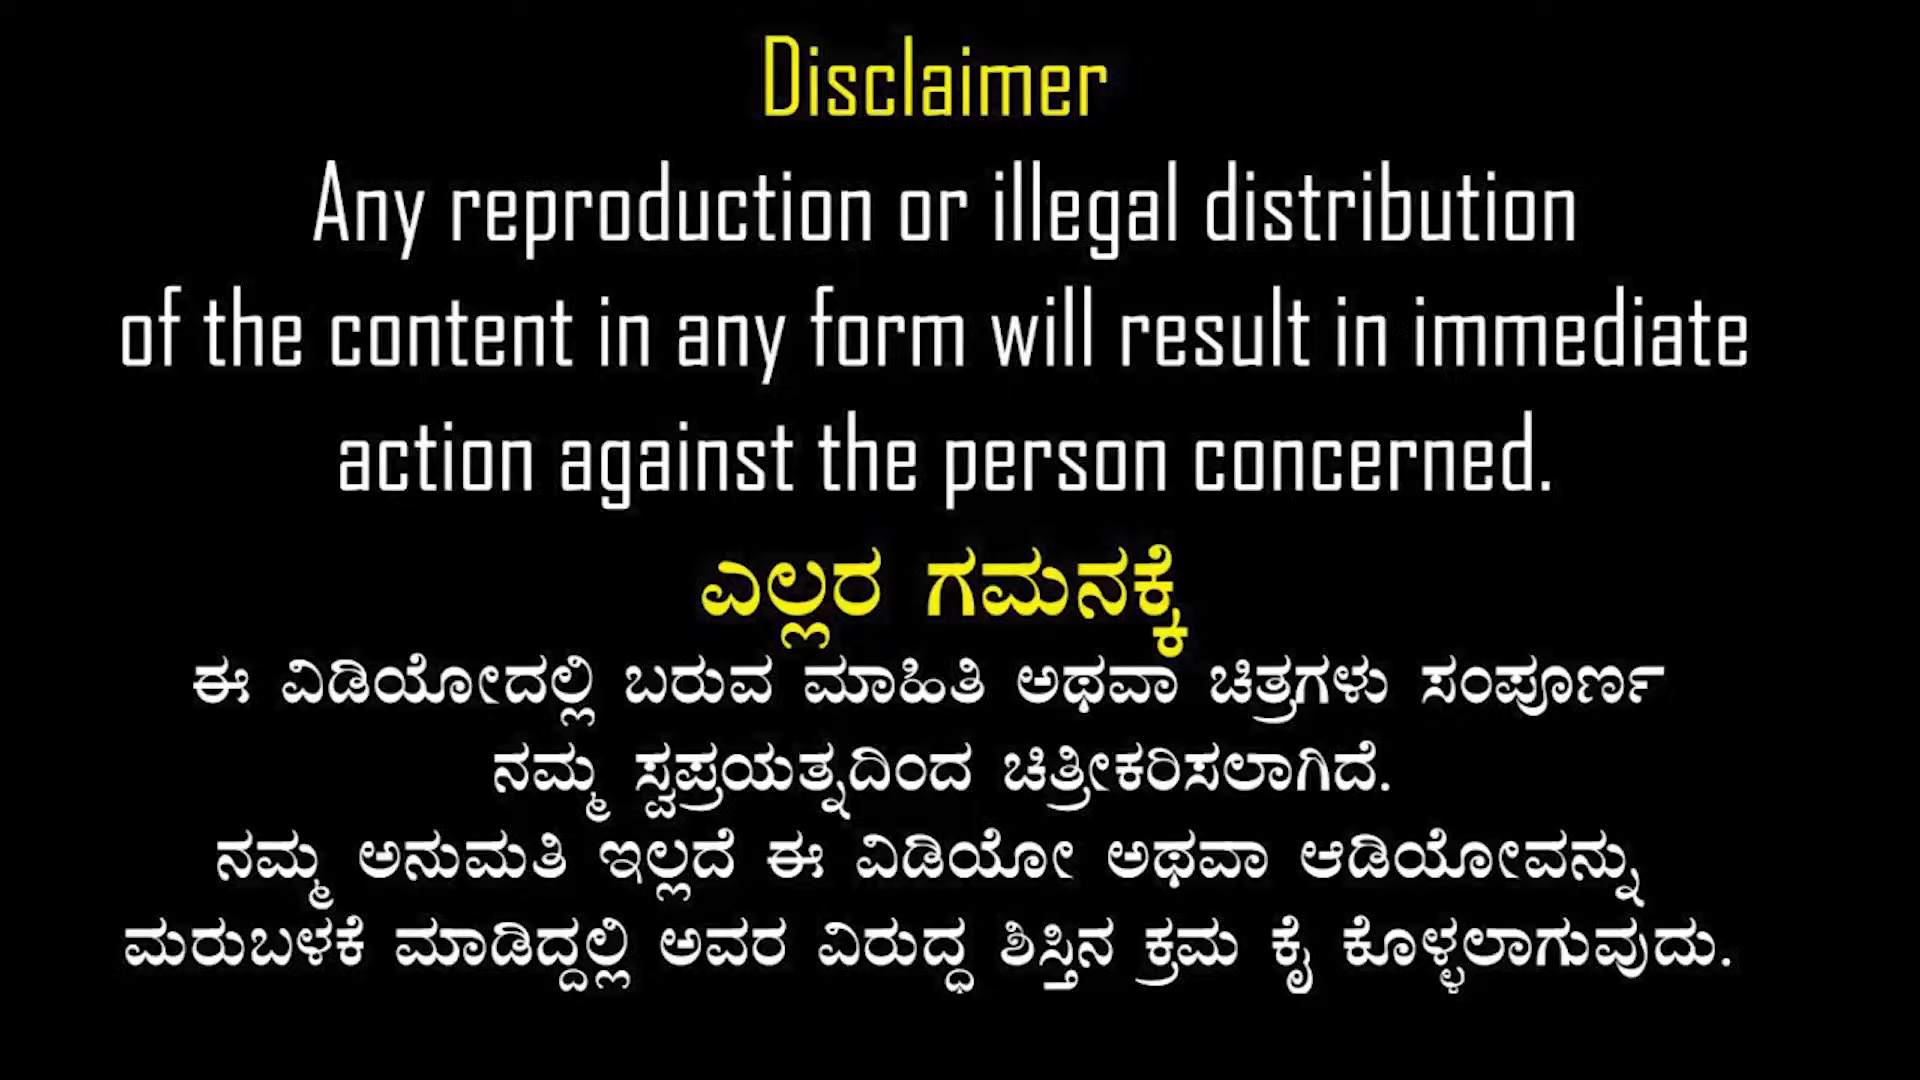 Disclaimer
Any reproduction or illegal distribution
of the content in any form will result in immediate
action against the person concerned.
ಎಲ್ಲರ ಗಮನಕ್ಕೆ
ಈ ವಿಡಿಯೋದಲ್ಲಿ ಬರುವ ಮಾಹಿತಿ ಅಥವಾ ಚಿತ್ರಗಳು ಸಂಪೂರ್ಣ
ನಮ್ಮ ಸ್ವಪ್ರಯತ್ನದಿಂದ ಚಿತ್ರೀಕರಿಸಲಾಗಿದೆ.
ನಮ್ಮ ಅನುಮತಿ ಇಲ್ಲದೆ ಈ ವಿಡಿಯೋ ಅಥವಾ ಆಡಿಯೋವನ್ನು
ಮರುಬಳಕೆ ಮಾಡಿದ್ದಲ್ಲಿ ಅವರ ವಿರುದ್ಧ ಶಿಸ್ತಿನ ಕ್ರಮ ಕೈ ಕೊಳ್ಳಲಾಗುವುದು.